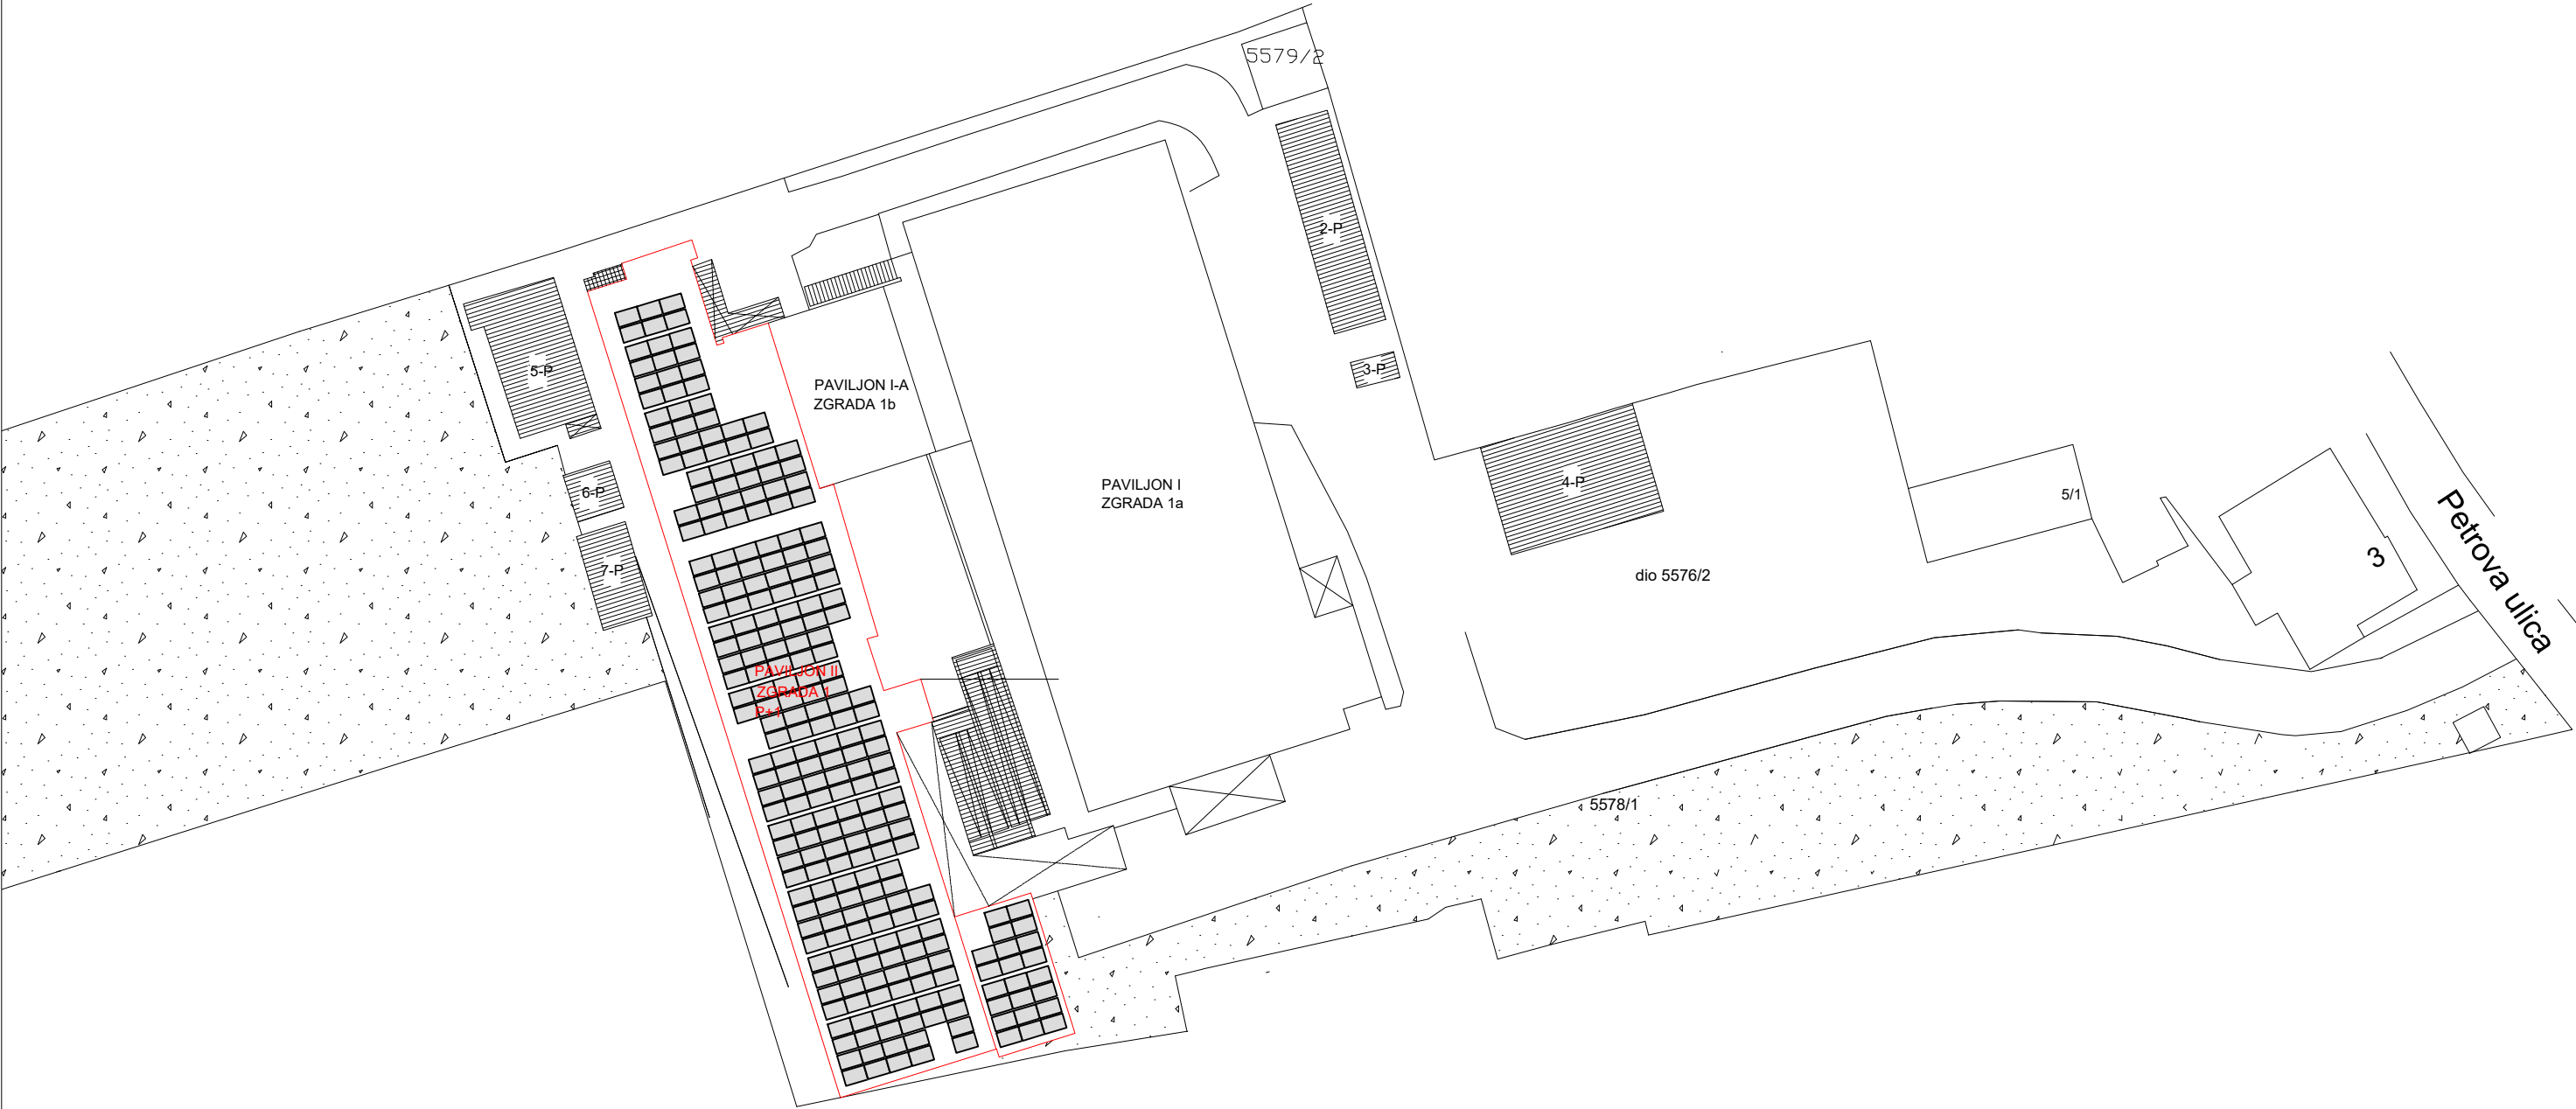 5579/2
2-P
3-P
5-P
PAVILJON I-A
ZGRADA 1b
6-P
7-P
PAVILJON I
ZGRADA 1a
4-P
5/1
3
Petrova ulica
dio 5576/2
PAVILJON II
ZGRADA 1
P+1
5578/1